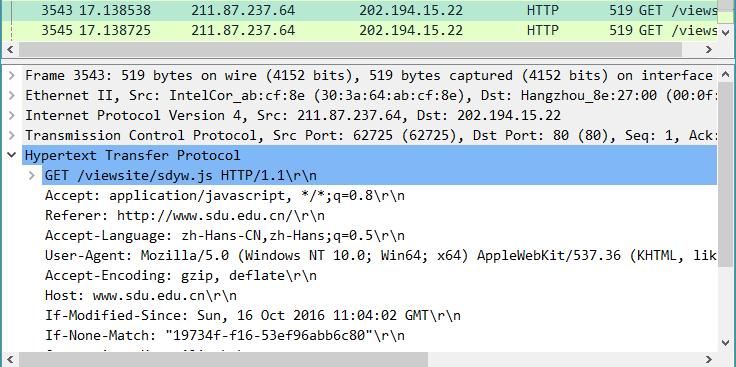 3543 17.138538 211.87.237.64 202.194.15.22 HTTP 519 GET /views
3545 17.138725 211.87.237.64 202.194.15.22 HTTP 519 GET /views
Frame 3543: 519 bytes on wire (4152 bits), 519 bytes captured (4152 bits) on interface
Ethernet II, Src: IntelCor_ab:cf:8e (30:3a:64:ab:cf:8e), Dst: Hangzhou_8e:27:00 (00:0f:
Internet Protocol Version 4, Src: 211.87.237.64, Dst: 202.194.15.22
Transmission Control Protocol, Src Port: 62725 (62725), Dst Port: 80 (80), Seq: 1, Ack:
Hypertext Transfer Protocol
GET /viewsite/sdyw.js HTTP/1.1\r\n
Accept: application/javascript, */*;q=0.8\r\n
Referer: http://www.sdu.edu.cn/\r\n
Accept-Language: zh-Hans-CN,zh-Hans;q=0.5\r\n
User-Agent: Mozilla/5.0 (Windows NT 10.0; Win64; x64) AppleWebKit/537.36 (KHTML, lik
Accept-Encoding: gzip, deflate\r\n
Host: www.sdu.edu.cn\r\n
If-Modified-Since: Sun, 16 Oct 2016 11:04:02 GMT\r\n
If-None-Match: "19734f-f16-53ef96abb6c80"\r\n